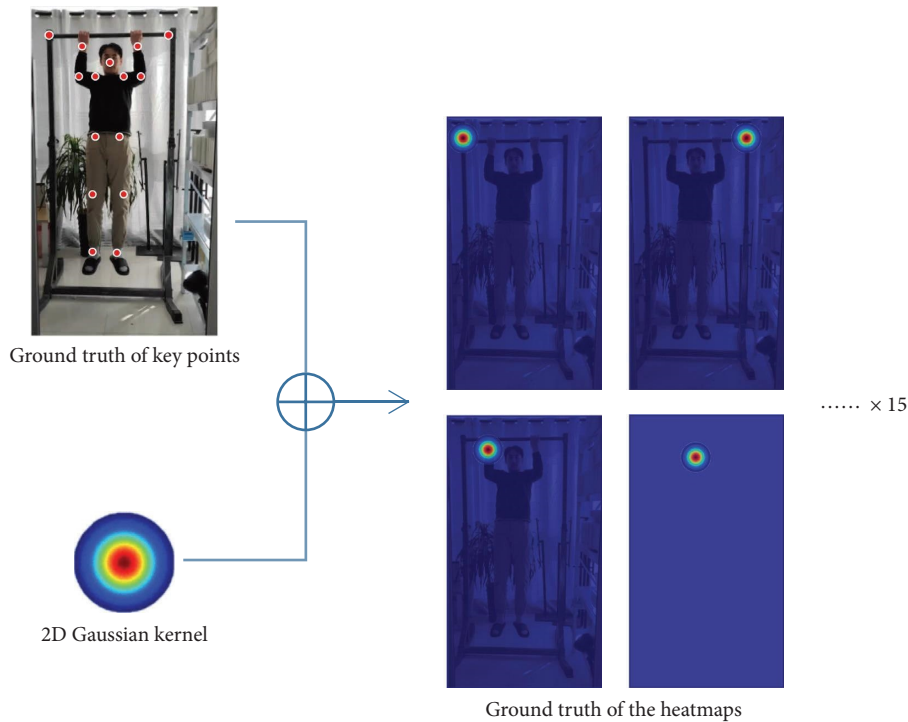 Ground truth of key points
2D Gaussian kernel
...... × 15
Ground truth of the heatmaps